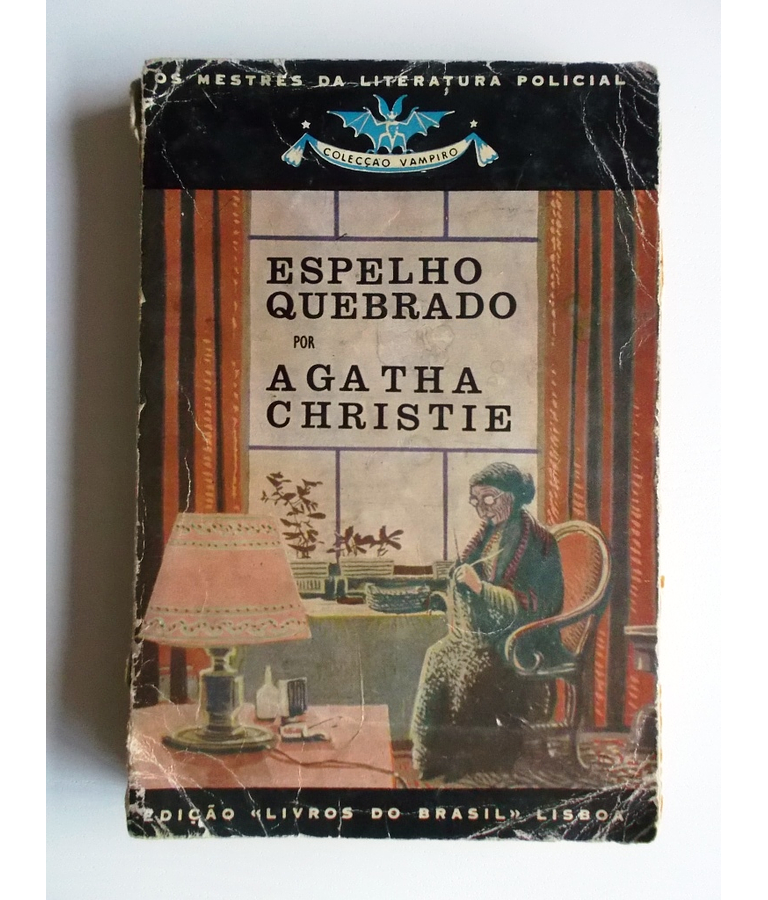 OS MESTRES DA LITERATURA POLICIAL
COLECÇÃO VAMPIRO
ESPELHO
QUEBRADO
POR
AGATHA
CHRISTIE
EDIÇÃO «LIVROS DO BRASIL» LISBOA